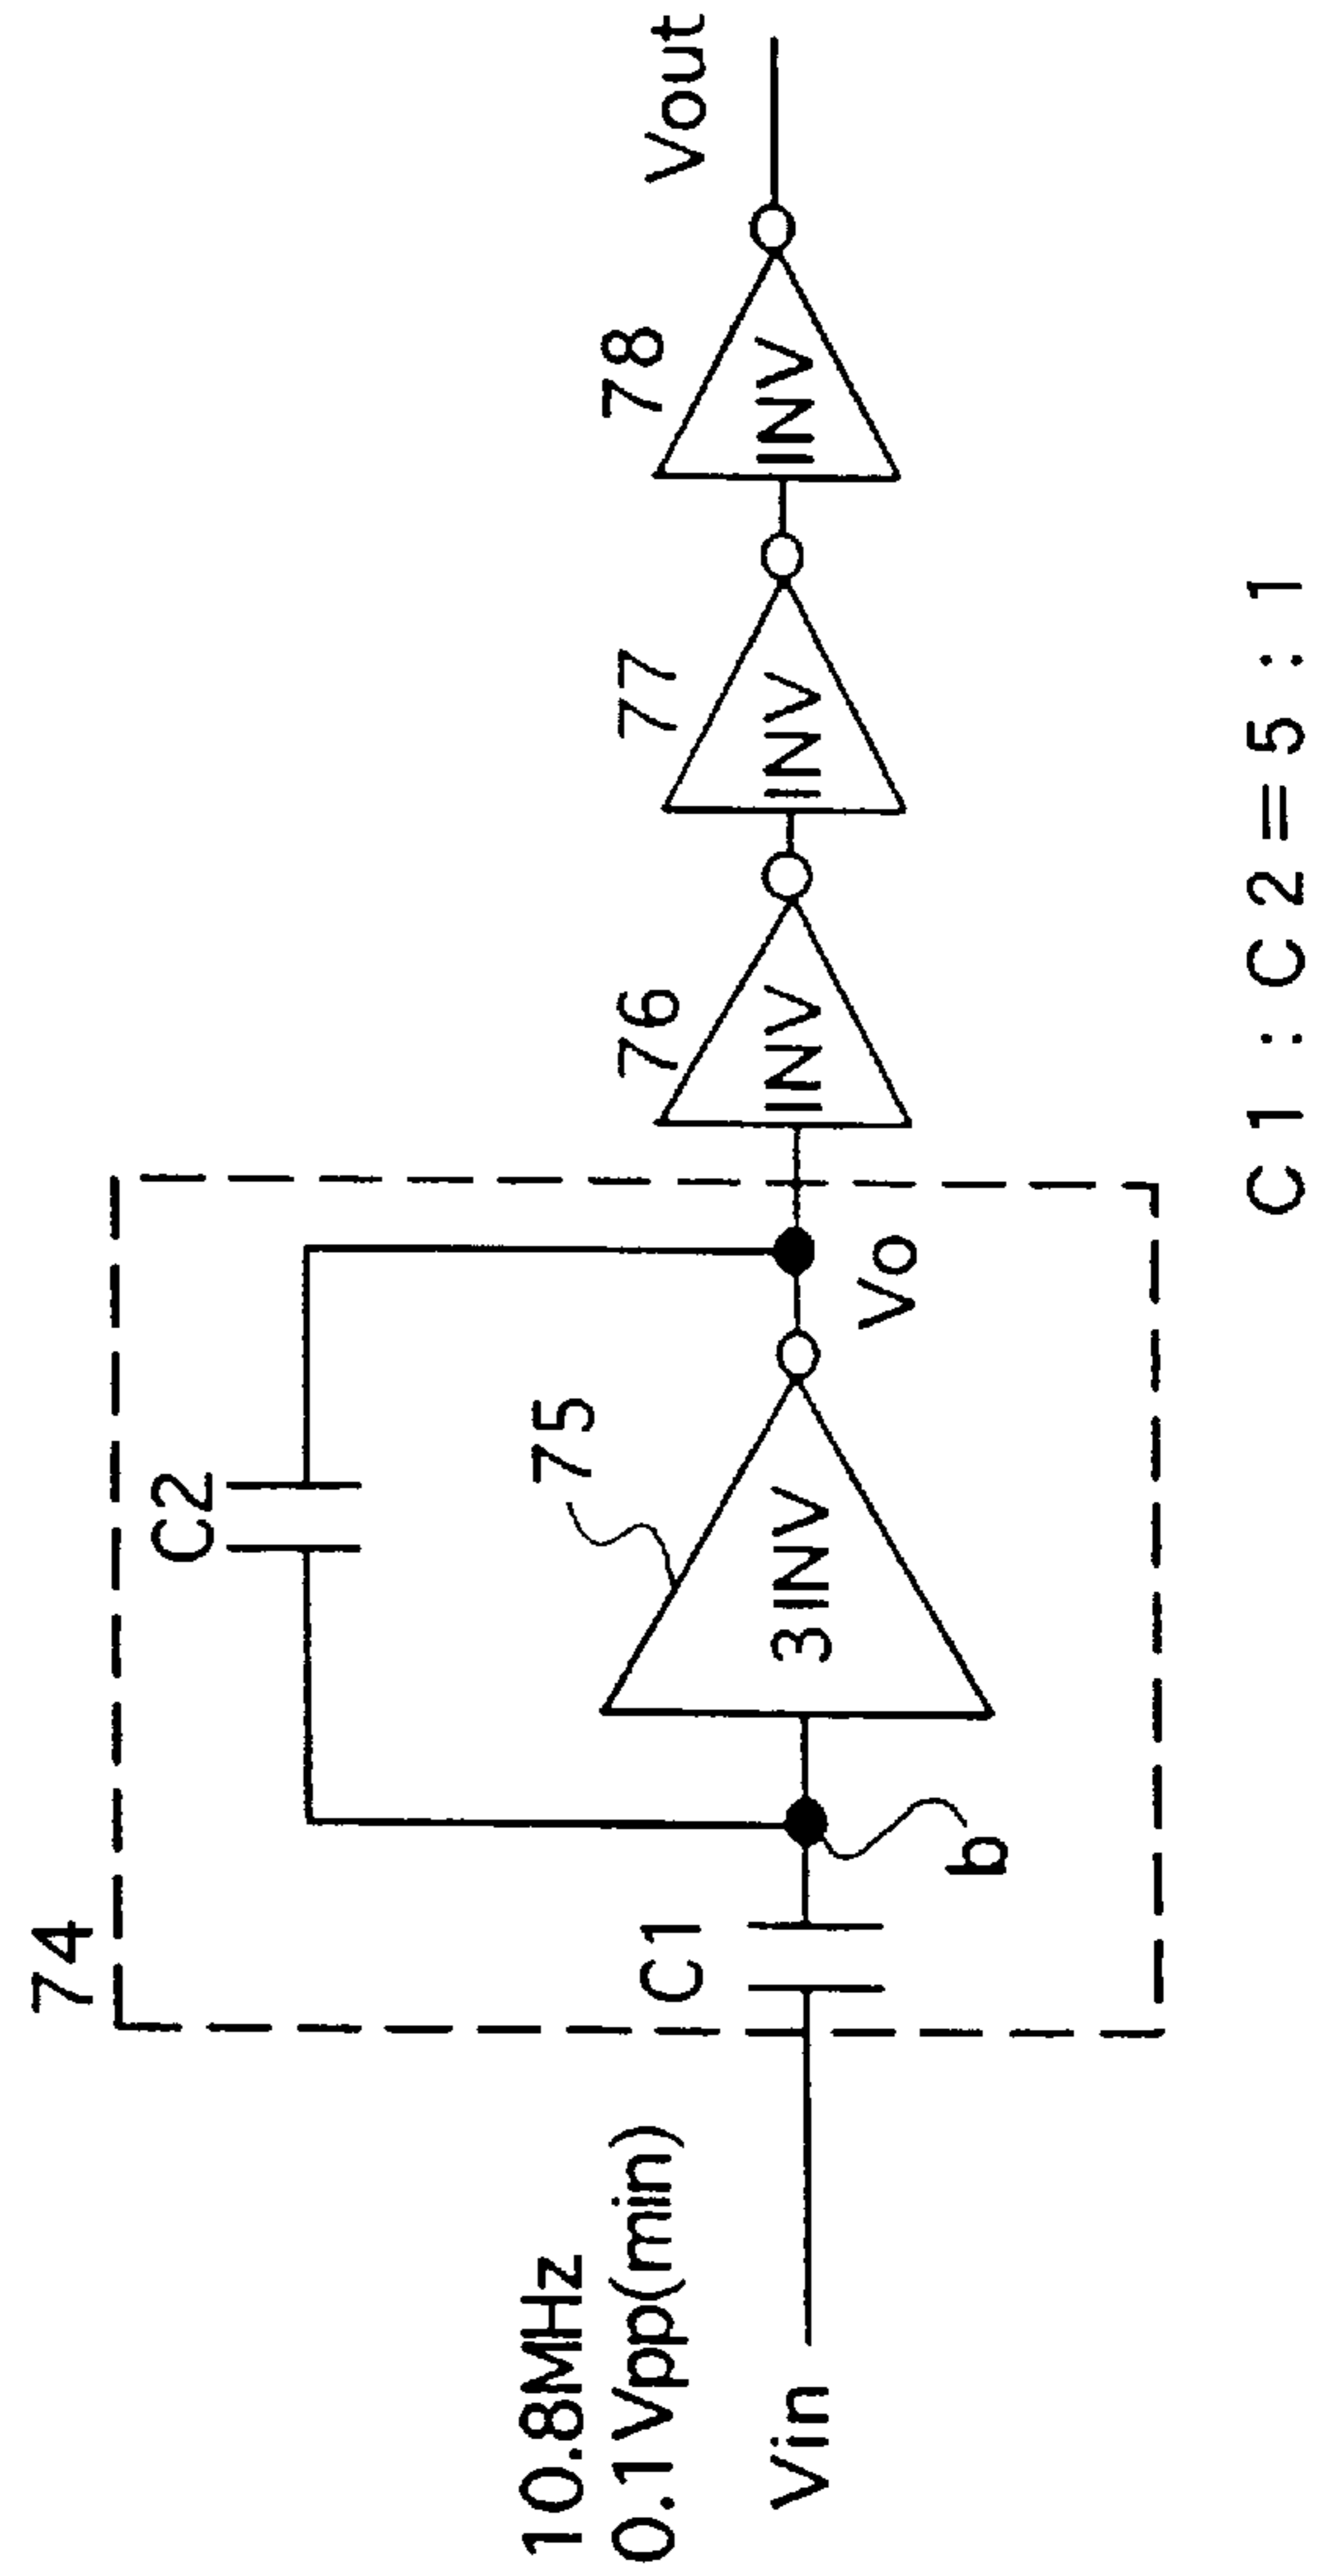 74
C2
75
3INV
C1
b
Vo
10.8MHz
0.1Vpp(min)
Vin
76
INV
77
INV
78
INV
Vout
C1:C2=5:1